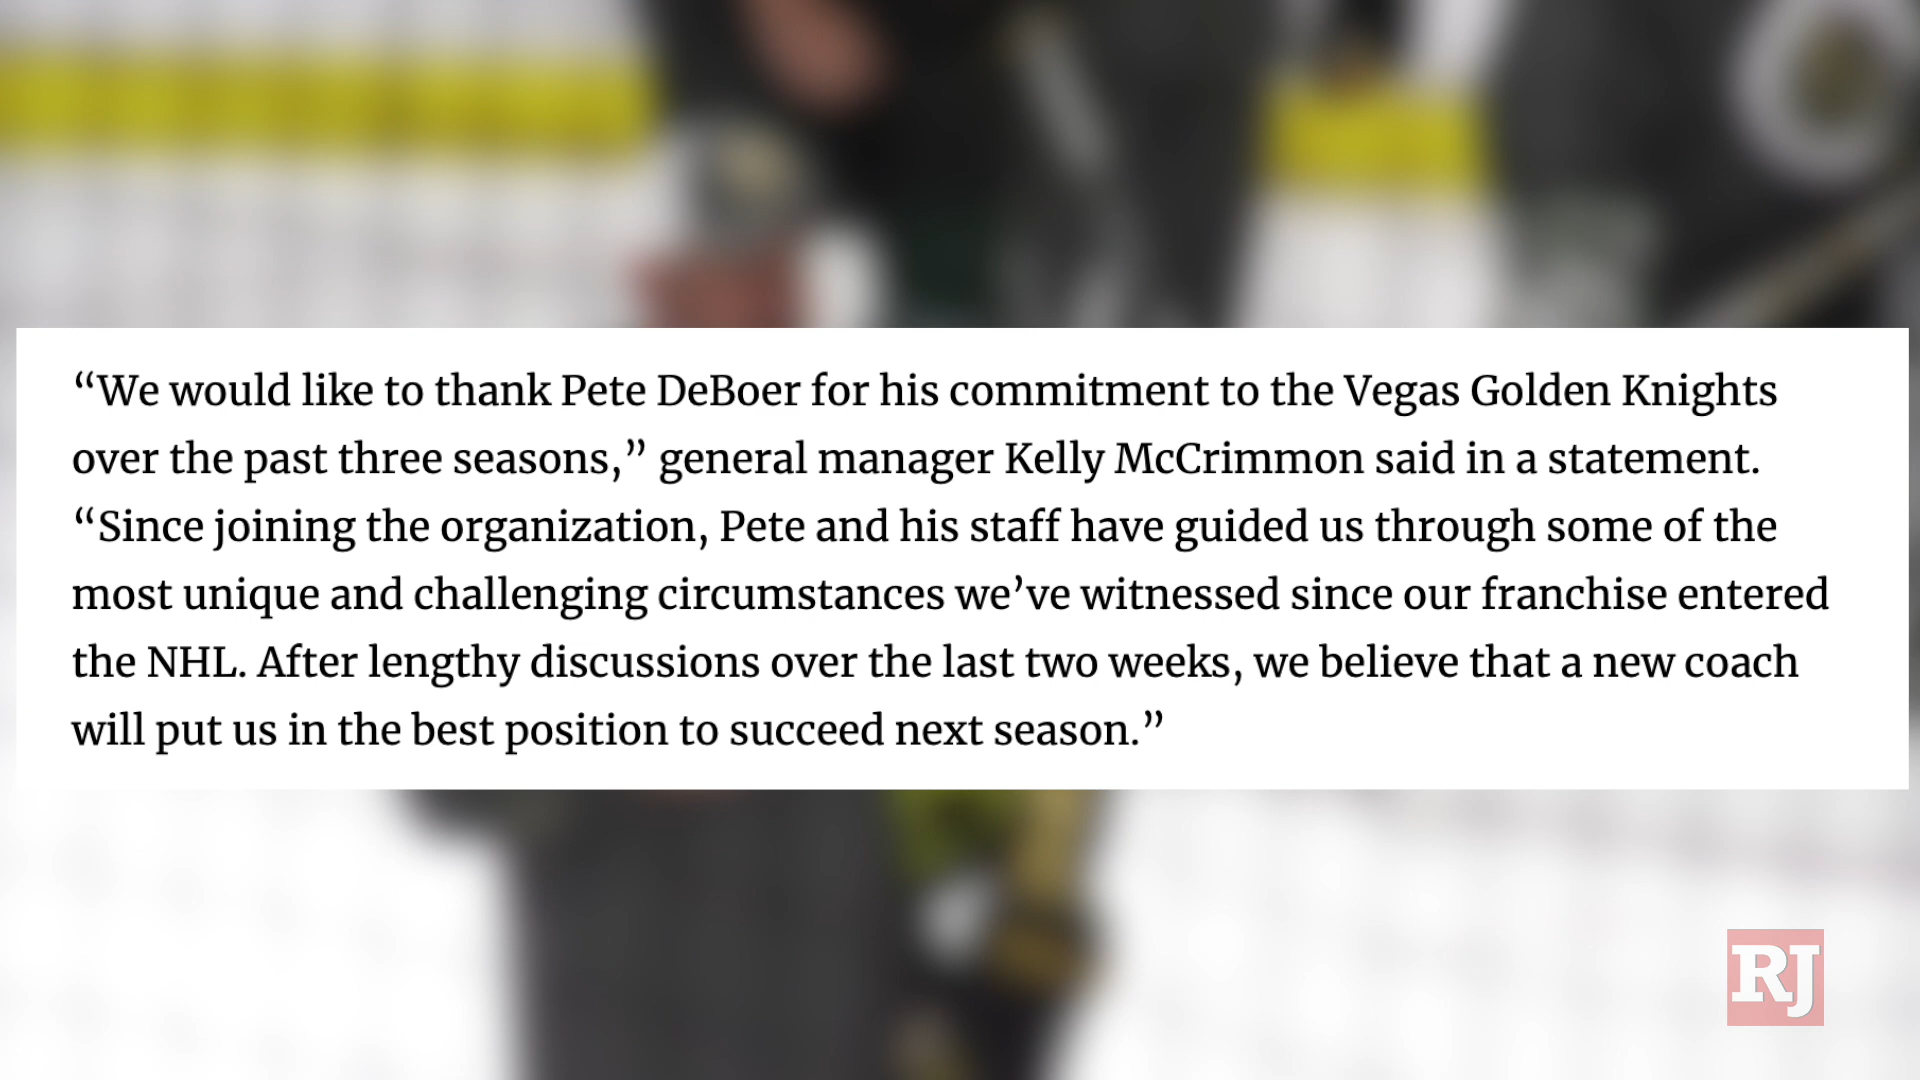 “We would like to thank Pete DeBoer for his commitment to the Vegas Golden Knights
over the past three seasons,” general manager Kelly McCrimmon said in a statement.
“Since joining the organization, Pete and his staff have guided us through some of the
most unique and challenging circumstances we’ve witnessed since our franchise entered
the NHL. After lengthy discussions over the last two weeks, we believe that a new coach
will put us in the best position to succeed next season.”
RJ